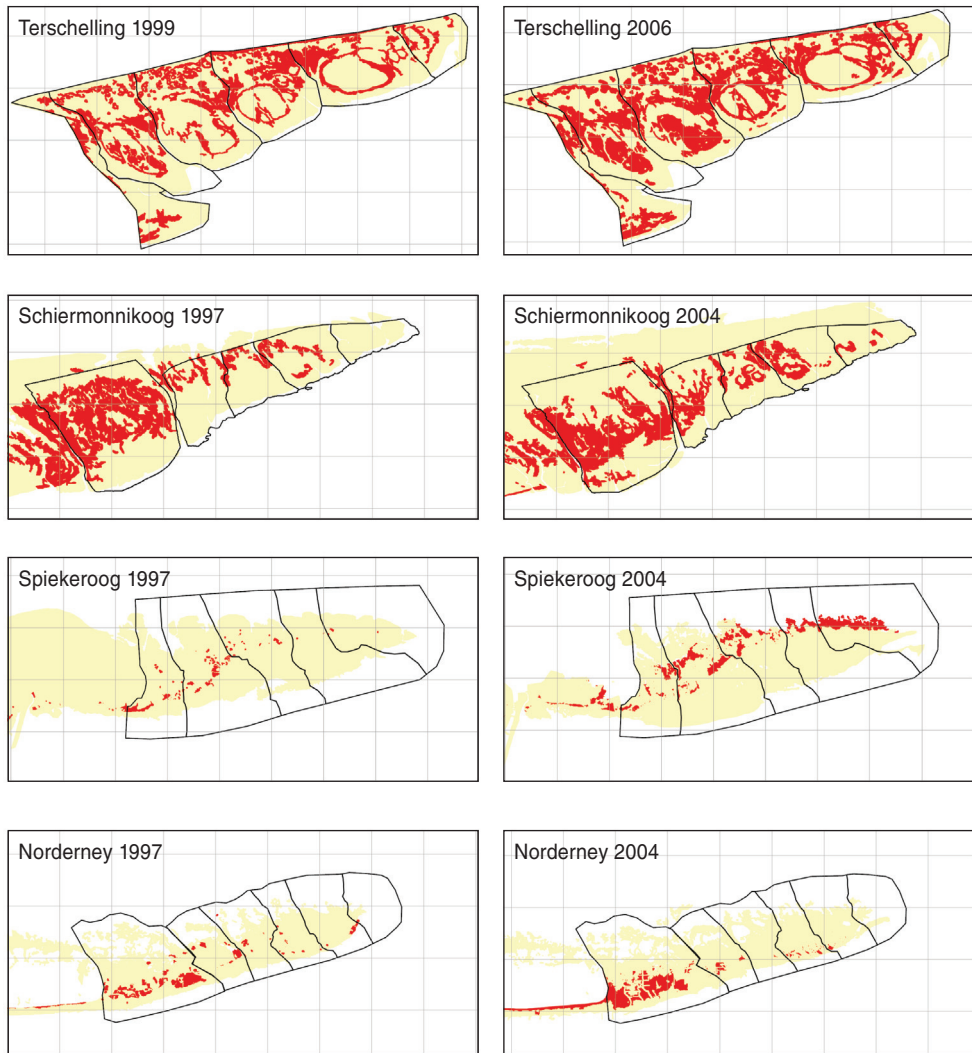 Terschelling 1999
Terschelling 2006
Schiermonnikoog 1997
Schiermonnikoog 2004
Spiekeroog 1997
Spiekeroog 2004
Norderney 1997
Norderney 2004